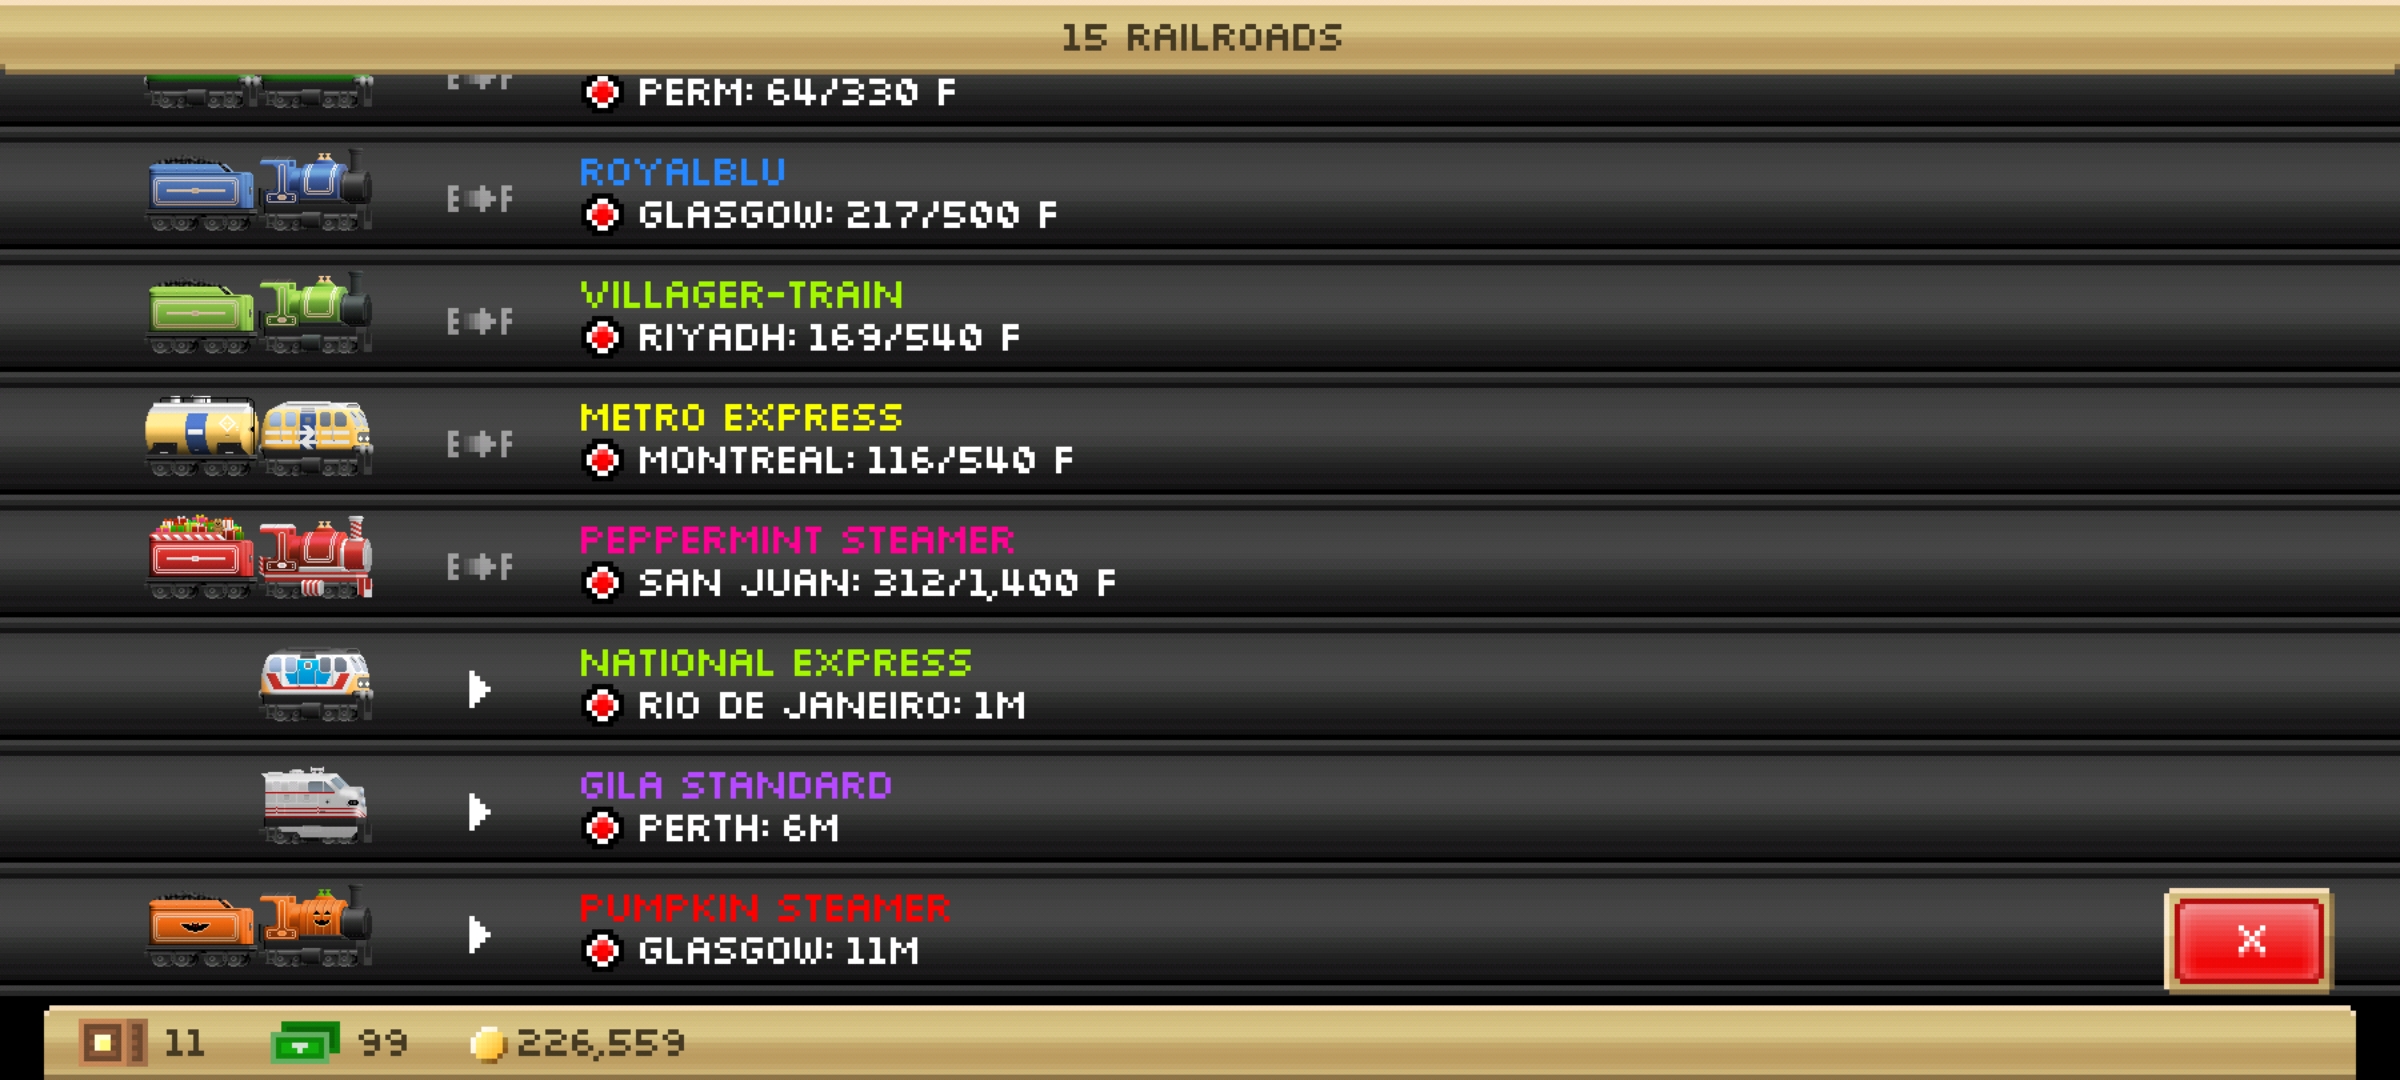 15 RAILROADS
E F PERM: 64/330 F
ROYALBLU
E F GLASGOW: 217/500 F
VILLAGER-TRAIN
E F RIYADH: 169/540 F
METRO EXPRESS
E F MONTREAL: 116/540 F
PEPPERMINT STEAMER
E F SAN JUAN: 312/1,400 F
NATIONAL EXPRESS
RIO DE JANEIRO: 1M
GILA STANDARD
PERTH: 6M
PUMPKIN STEAMER
GLASGOW: 11M
X
11 99 226,559